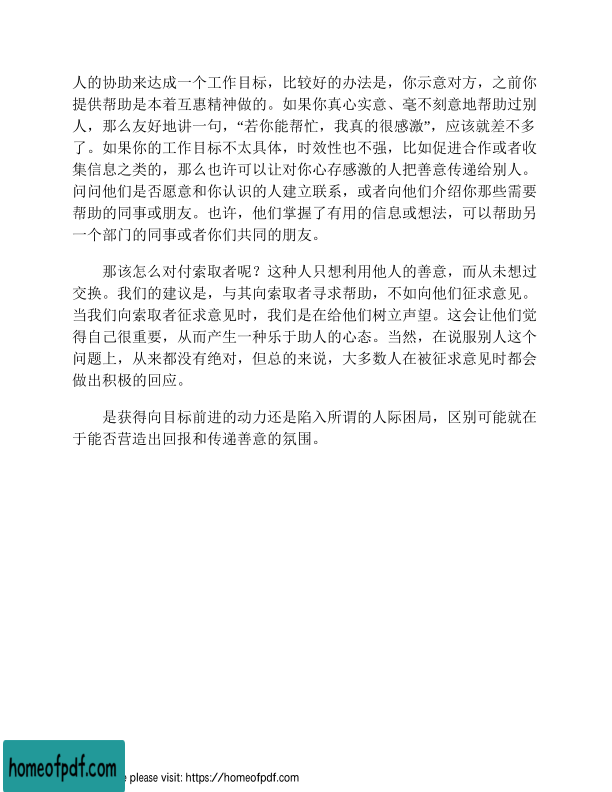 人的协助来达成一个工作目标，比较好的办法是，你示意对方，之前你
提供帮助是本着互惠精神做的。如果你真心实意、毫不刻意地帮助过别
人，那么友好地讲一句，“若你能帮忙，我真的很感激”，应该就差不多
了。如果你的工作目标不太具体，时效性也不强，比如促进合作或者收
集信息之类的，那么也许可以让对你心存感激的人把善意传递给别人。
问问他们是否愿意和你认识的人建立联系，或者向他们介绍你那些需要
帮助的同事或朋友。也许，他们掌握了有用的信息或想法，可以帮助另
一个部门的同事或者你们共同的朋友。
那该怎么对付索取者呢？这种人只想利用他人的善意，而从未想过
交换。我们的建议是，与其向索取者寻求帮助，不如向他们征求意见。
当我们向索取者征求意见时，我们是在给他们树立声望。这会让他们觉
得自己很重要，从而产生一种乐于助人的心态。当然，在说服别人这个
问题上，从来都没有绝对，但总的来说，大多数人在被征求意见时都会
做出积极的回应。
是获得向目标前进的动力还是陷入所谓的人际困局，区别可能就在
于能否营造出回报和传递善意的氛围。
homeofpdf.com
e please visit: https://homeofpdf.com